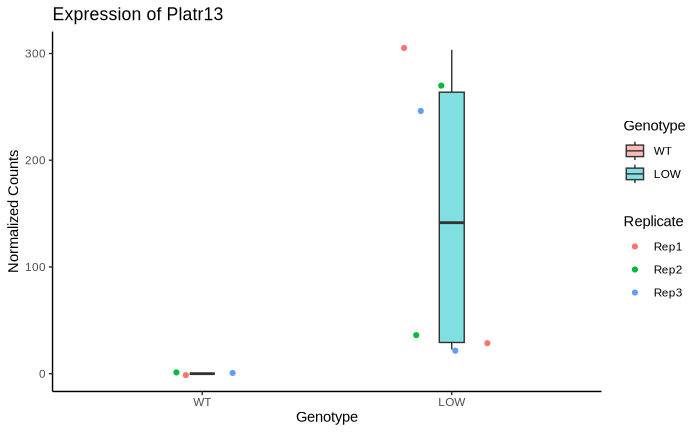 Expression of Platr13
Normalized Counts
300
200
100
0
WT
LOW
Genotype
Genotype
WT
LOW
Replicate
Rep1
Rep2
Rep3